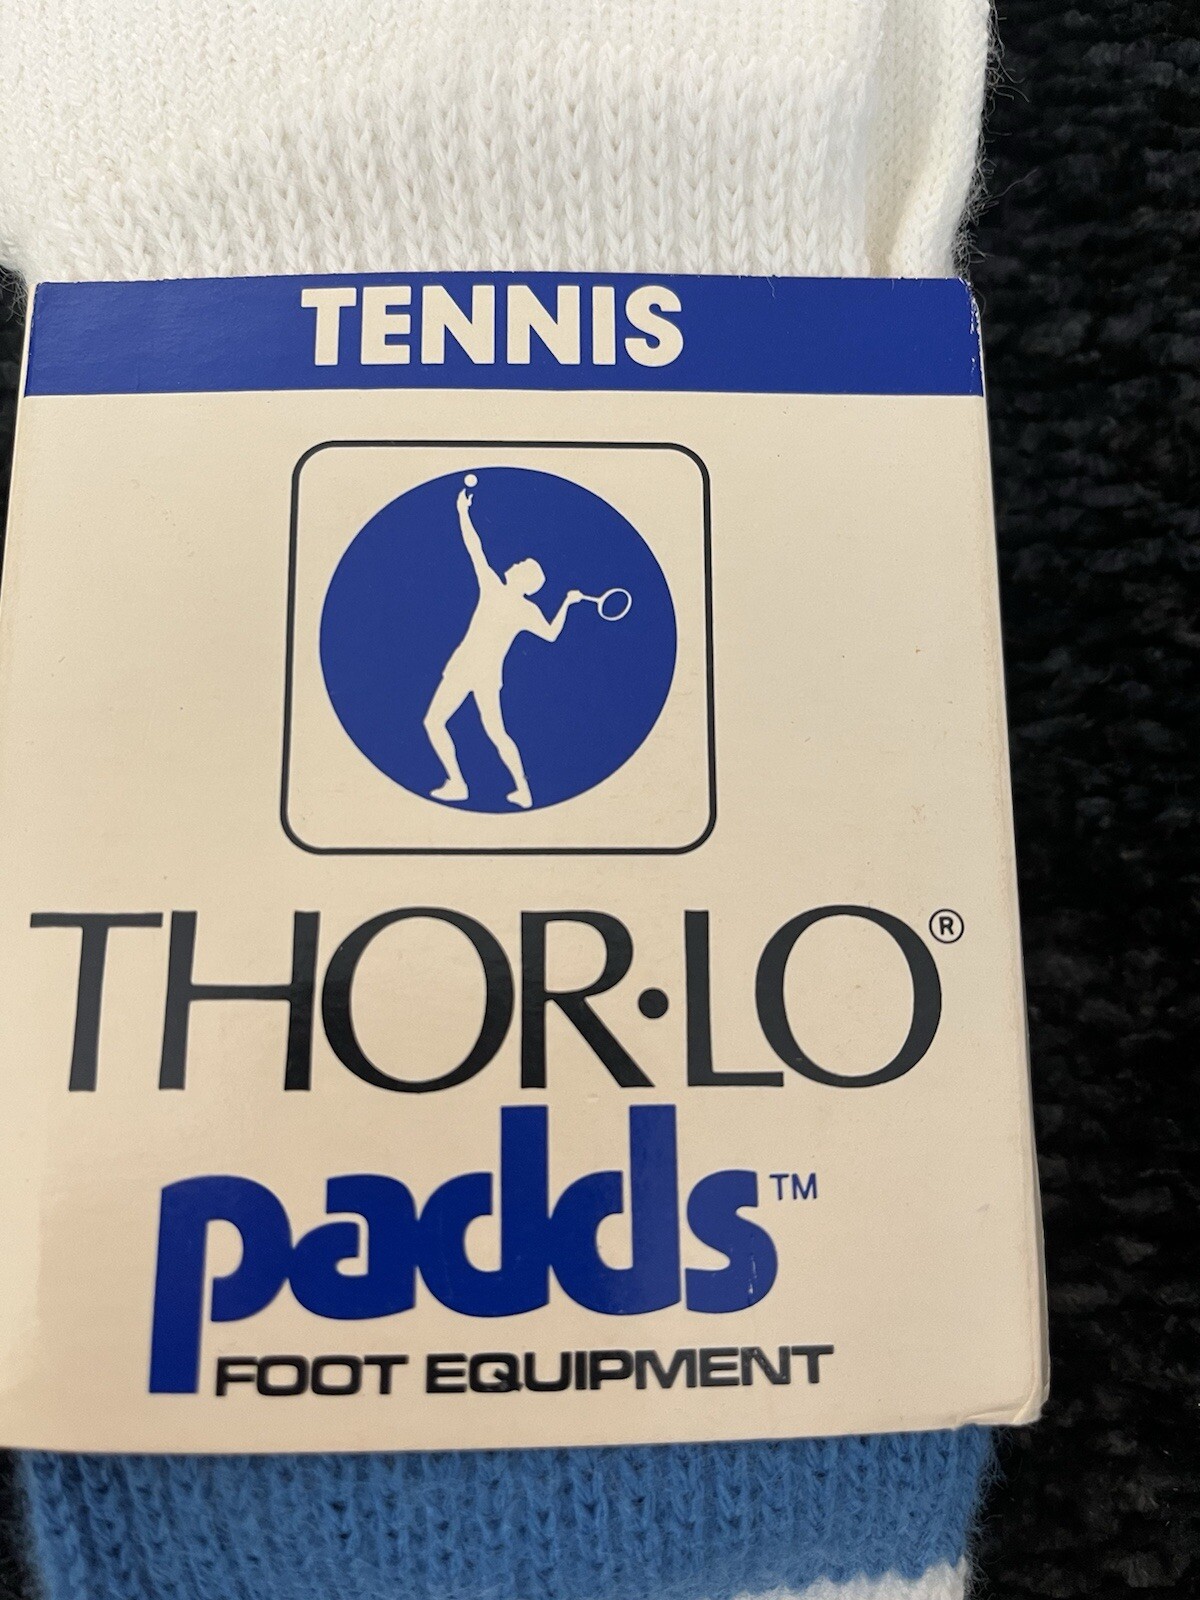 TENNIS
THOR·LO®
padds™
FOOT EQUIPMENT